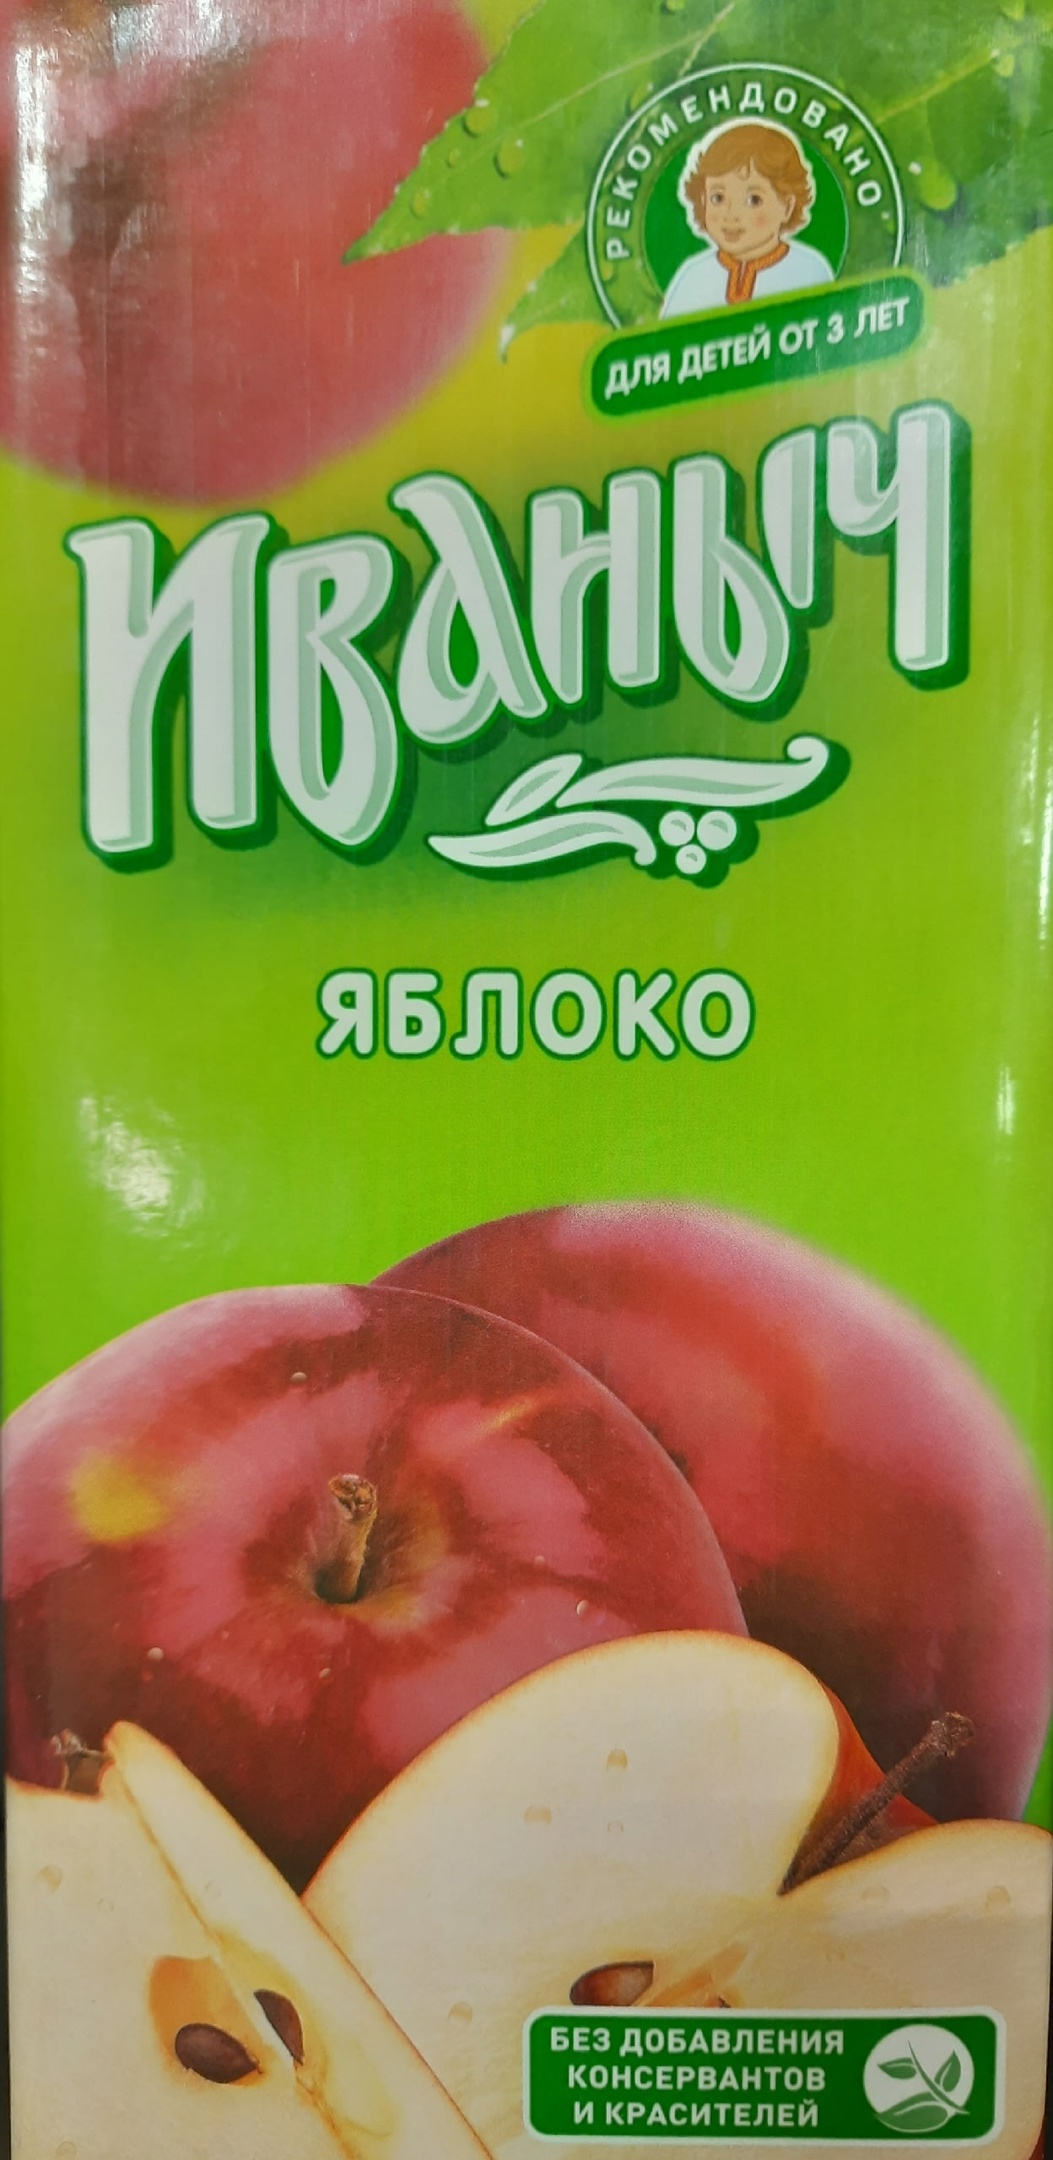 РЕКОМЕНДОВАНО
ДЛЯ ДЕТЕЙ ОТ 3 ЛЕТ
Иваныч
ЯБЛОКО
БЕЗ ДОБАВЛЕНИЯ
КОНСЕРВАНТОВ
И КРАСИТЕЛЕЙ